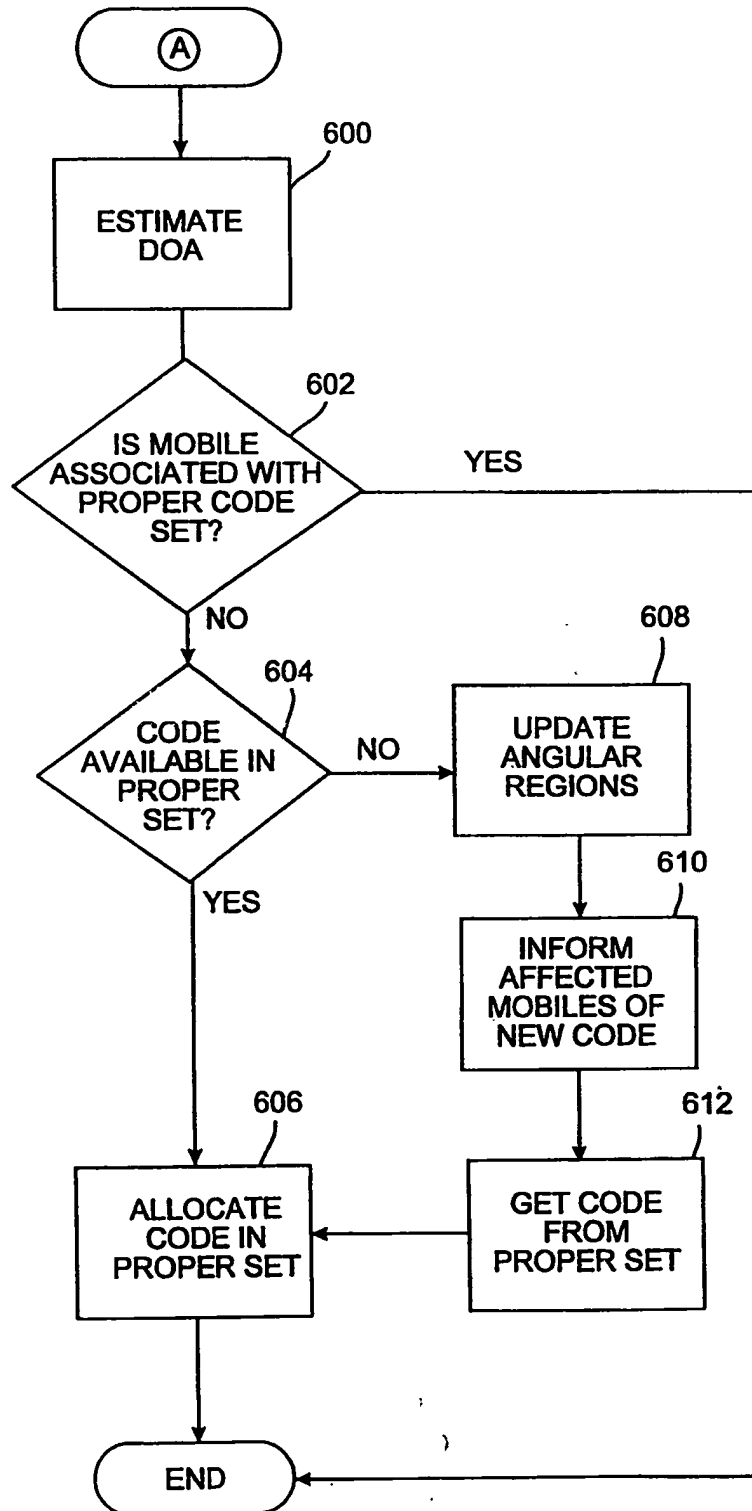 A
600
ESTIMATE
DOA
602
IS MOBILE
ASSOCIATED WITH
PROPER CODE
SET?
YES
NO
604
CODE
AVAILABLE IN
PROPER
SET?
NO
YES
608
UPDATE
ANGULAR
REGIONS
610
INFORM
AFFECTED
MOBILES OF
NEW CODE
612
GET CODE
FROM
PROPER SET
606
ALLOCATE
CODE IN
PROPER SET
END